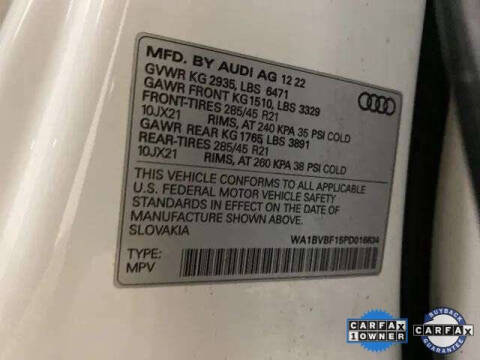 MFD. BY AUDI AG 12 22
GVWR KG 2935, LBS 6471
GAWR FRONT KG1510, LBS 3329
FRONT-TIRES 285/45 R21
10JX21 RIMS, AT 240 KPA 35 PSI COLD
GAWR REAR KG 1765, LBS 3891
REAR-TIRES 285/45 R21
10JX21 RIMS, AT 260 KPA 38 PSI COLD
THIS VEHICLE CONFORMS TO ALL APPLICABLE
U.S. FEDERAL MOTOR VEHICLE SAFETY
STANDARDS IN EFFECT ON THE DATE OF
MANUFACTURE SHOWN ABOVE.
SLOVAKIA
WA1BVBF15PD016634
TYPE:
MPV
CARFAX
1 OWNER
BUYBACK
CARFAX
GUARANTEE